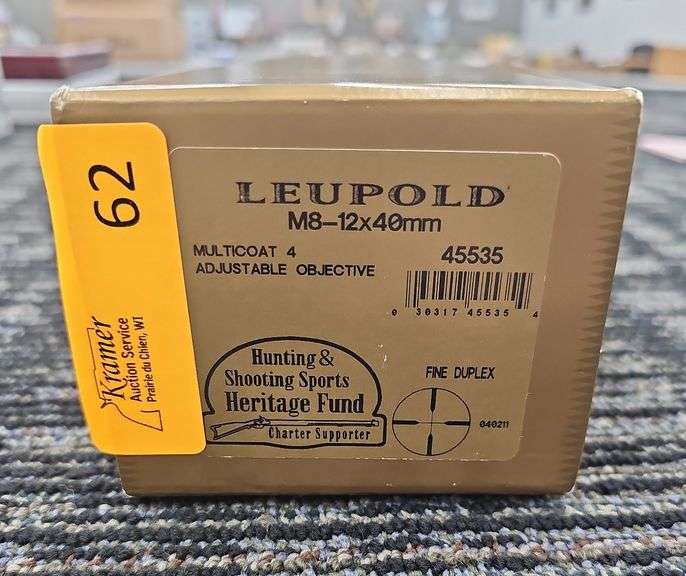 62
Kramer
Auction Service
Prairie du Chien, WI
LEUPOLD
M8-12x40mm
MULTICOAT 4
ADJUSTABLE OBJECTIVE
45535
0 30317 45535 4
Hunting &
Shooting Sports
Heritage Fund
Charter Supporter
FINE DUPLEX
040211